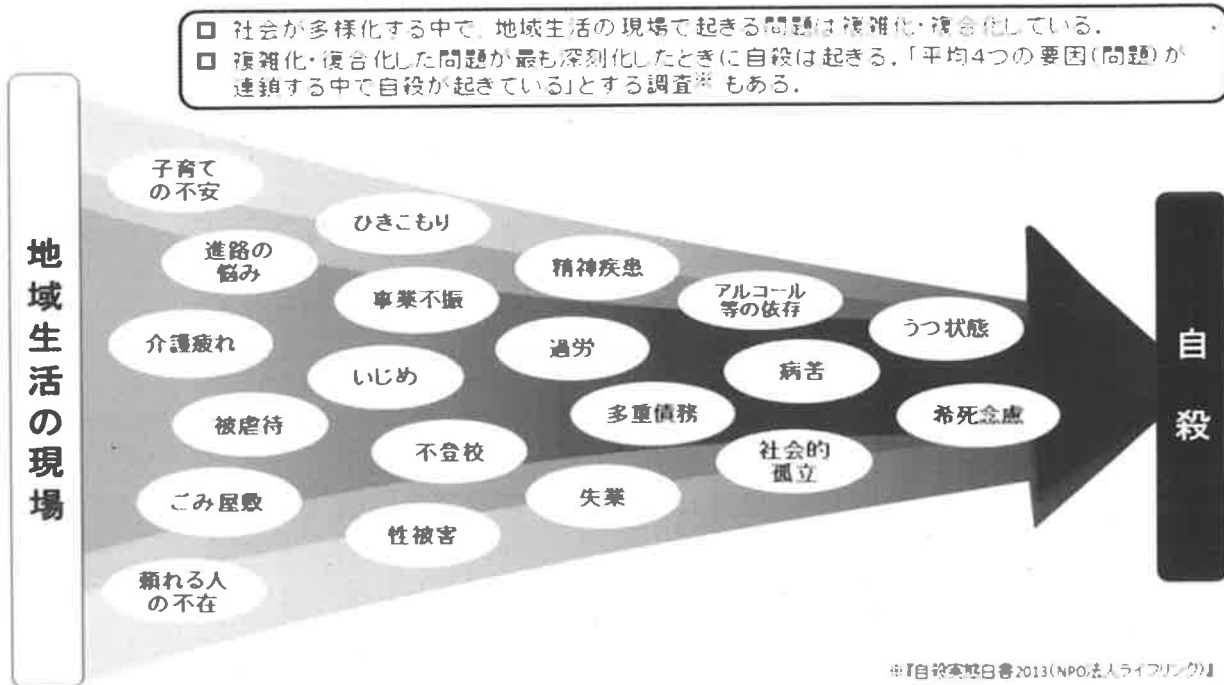 □ 社会が多様化する中で、地域生活の現場で起きる問題は複雑化・複合化している.
□ 複雑化・複合化した問題が最も深刻化したときに自殺は起きる.「平均4つの要因(問題)が
連鎖する中で自殺が起きている」とする調査※ もある.
地域生活の現場
子育て
の不安
ひきこもり
進路の
悩み
精神疾患
事業不振
アルコール
等の依存
うつ状態
介護疲れ
過労
いじめ
病苦
被虐待
多重債務
希死念慮
不登校
社会的
孤立
ごみ屋敷
失業
性被害
頼れる人
の不在
自殺
※『自殺実態白書2013(NPO法人ライフリンク)』